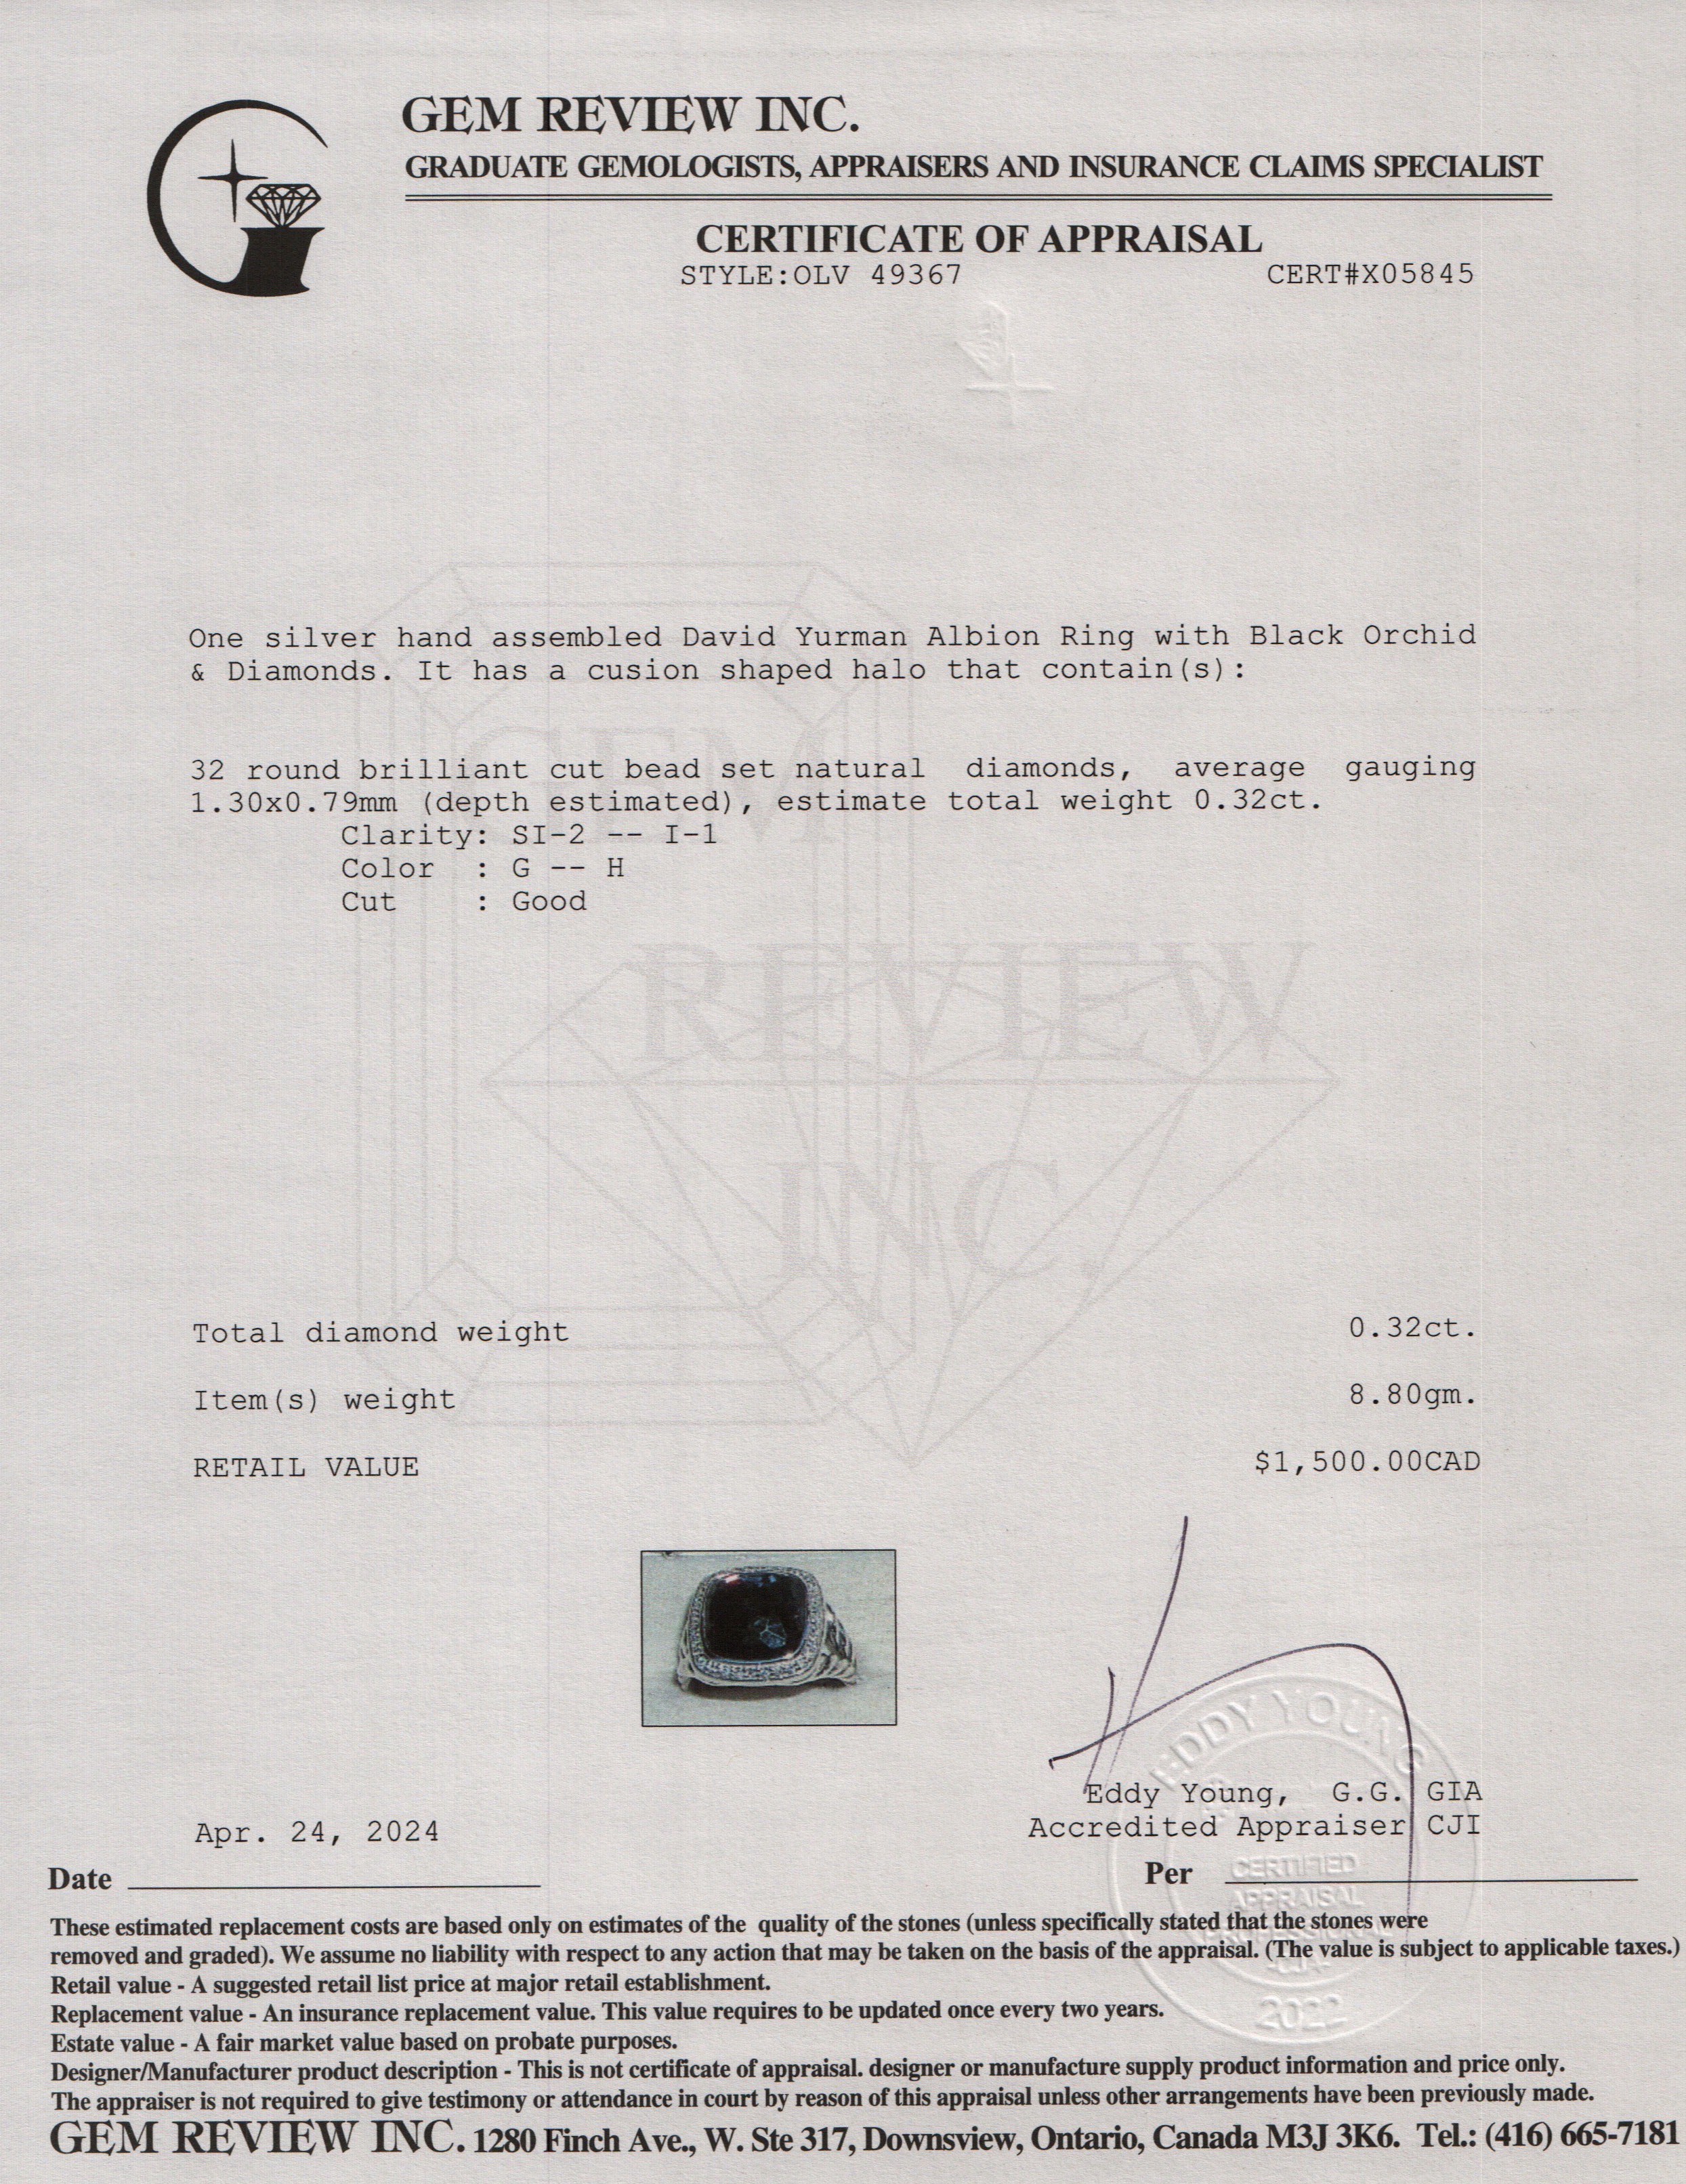 GEM REVIEW INC.
GRADUATE GEMOLOGISTS, APPRAISERS AND INSURANCE CLAIMS SPECIALIST
CERTIFICATE OF APPRAISAL
STYLE:OLV 49367 CERT#X05845
One silver hand assembled David Yurman Albion Ring with Black Orchid
& Diamonds. It has a cusion shaped halo that contain(s):
32 round brilliant cut bead set natural diamonds, average gauging
1.30x0.79mm (depth estimated), estimate total weight 0.32ct.
Clarity: SI-2 -- I-1
Color : G -- H
Cut : Good
GEM
REVIEW
INC.
Total diamond weight 0.32ct.
Item(s) weight 8.80gm.
RETAIL VALUE $1,500.00CAD
EDDY YOUNG
Eddy Young, G.G. GIA
Accredited Appraiser CJI
Apr. 24, 2024
Date
Per
CERTIFIED
APPRAISAL
2022
These estimated replacement costs are based only on estimates of the quality of the stones (unless specifically stated that the stones were
removed and graded). We assume no liability with respect to any action that may be taken on the basis of the appraisal. (The value is subject to applicable taxes.)
Retail value - A suggested retail list price at major retail establishment.
Replacement value - An insurance replacement value. This value requires to be updated once every two years.
Estate value - A fair market value based on probate purposes.
Designer/Manufacturer product description - This is not certificate of appraisal. designer or manufacture supply product information and price only.
The appraiser is not required to give testimony or attendance in court by reason of this appraisal unless other arrangements have been previously made.
GEM REVIEW INC. 1280 Finch Ave., W. Ste 317, Downsview, Ontario, Canada M3J 3K6. Tel.: (416) 665-7181